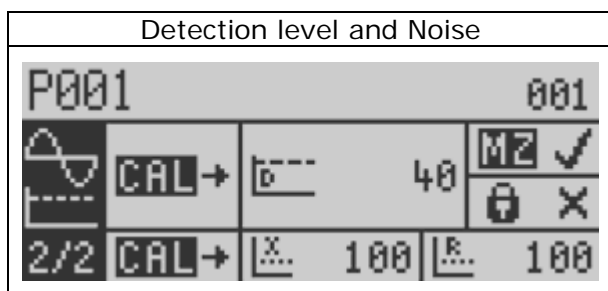 Detection level and Noise
P001 001
CAL D 40 MZ
2/2 CAL X 100 R 100